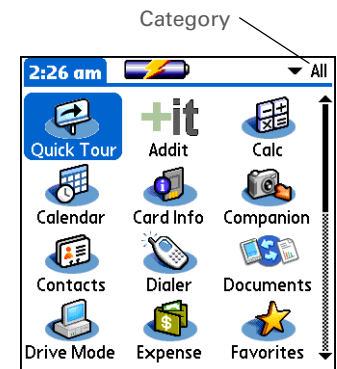 Category
2:26 am All
+it
Quick Tour Addit Calc
Calendar Card Info Companion
Contacts Dialer Documents
Drive Mode Expense Favorites